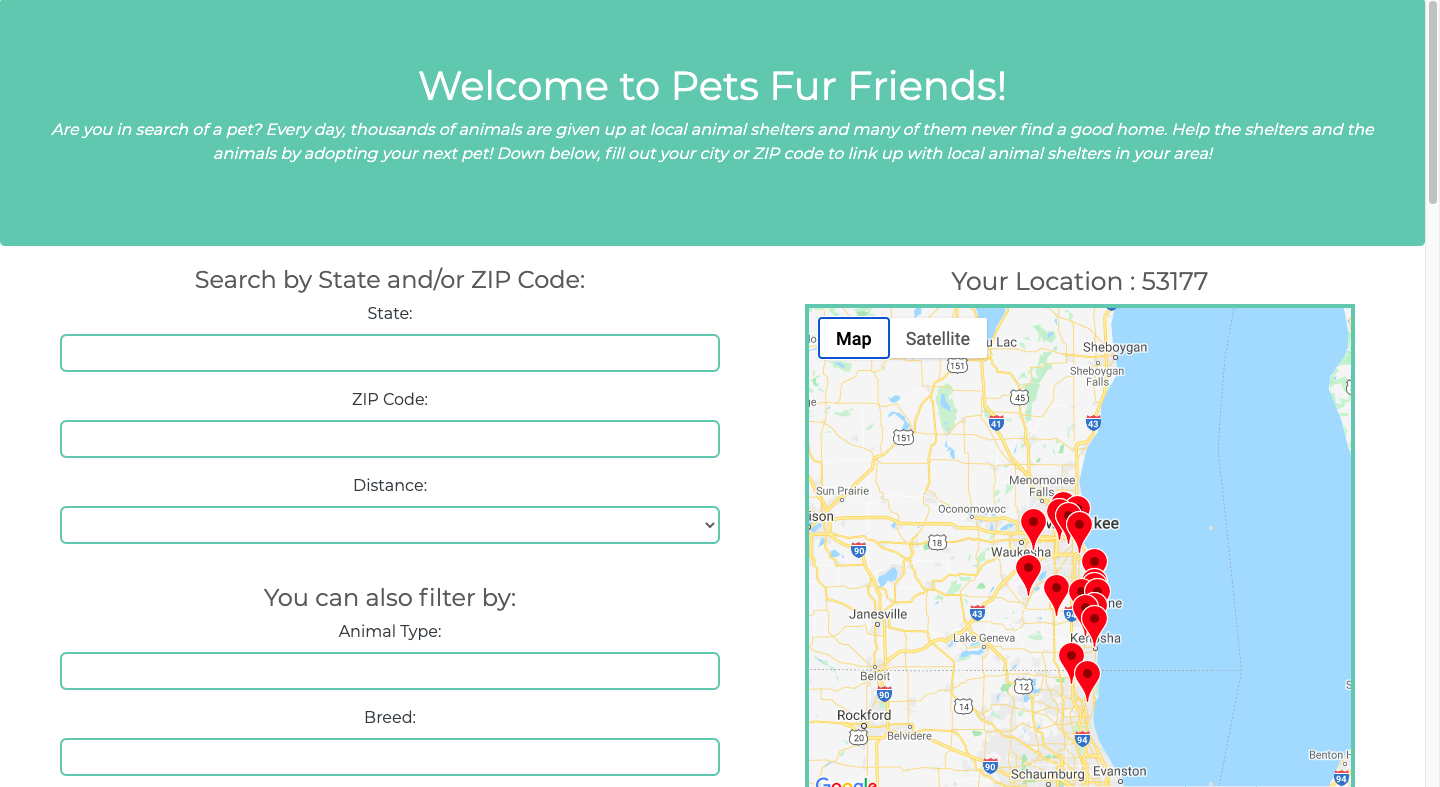 Welcome to Pets Fur Friends!
Are you in search of a pet? Every day, thousands of animals are given up at local animal shelters and many of them never find a good home. Help the shelters and the
animals by adopting your next pet! Down below, fill out your city or ZIP code to link up with local animal shelters in your area!
Search by State and/or ZIP Code:
State:
ZIP Code:
Distance:
You can also filter by:
Animal Type:
Breed:
Your Location : 53177
Map
Satellite
u Lac
Sheboygan
151
Sheboygan
Falls
45
41
43
151
Menomonee
Falls
Sun Prairie
Oconomowoc
ison
kee
18
90
Waukesha
Janesville
43
94
ne
Lake Geneva
Kenosha
Beloit
12
90
14
Rockford
20
Belvidere
94
Benton H
90
Schaumburg
Evanston
94
Google